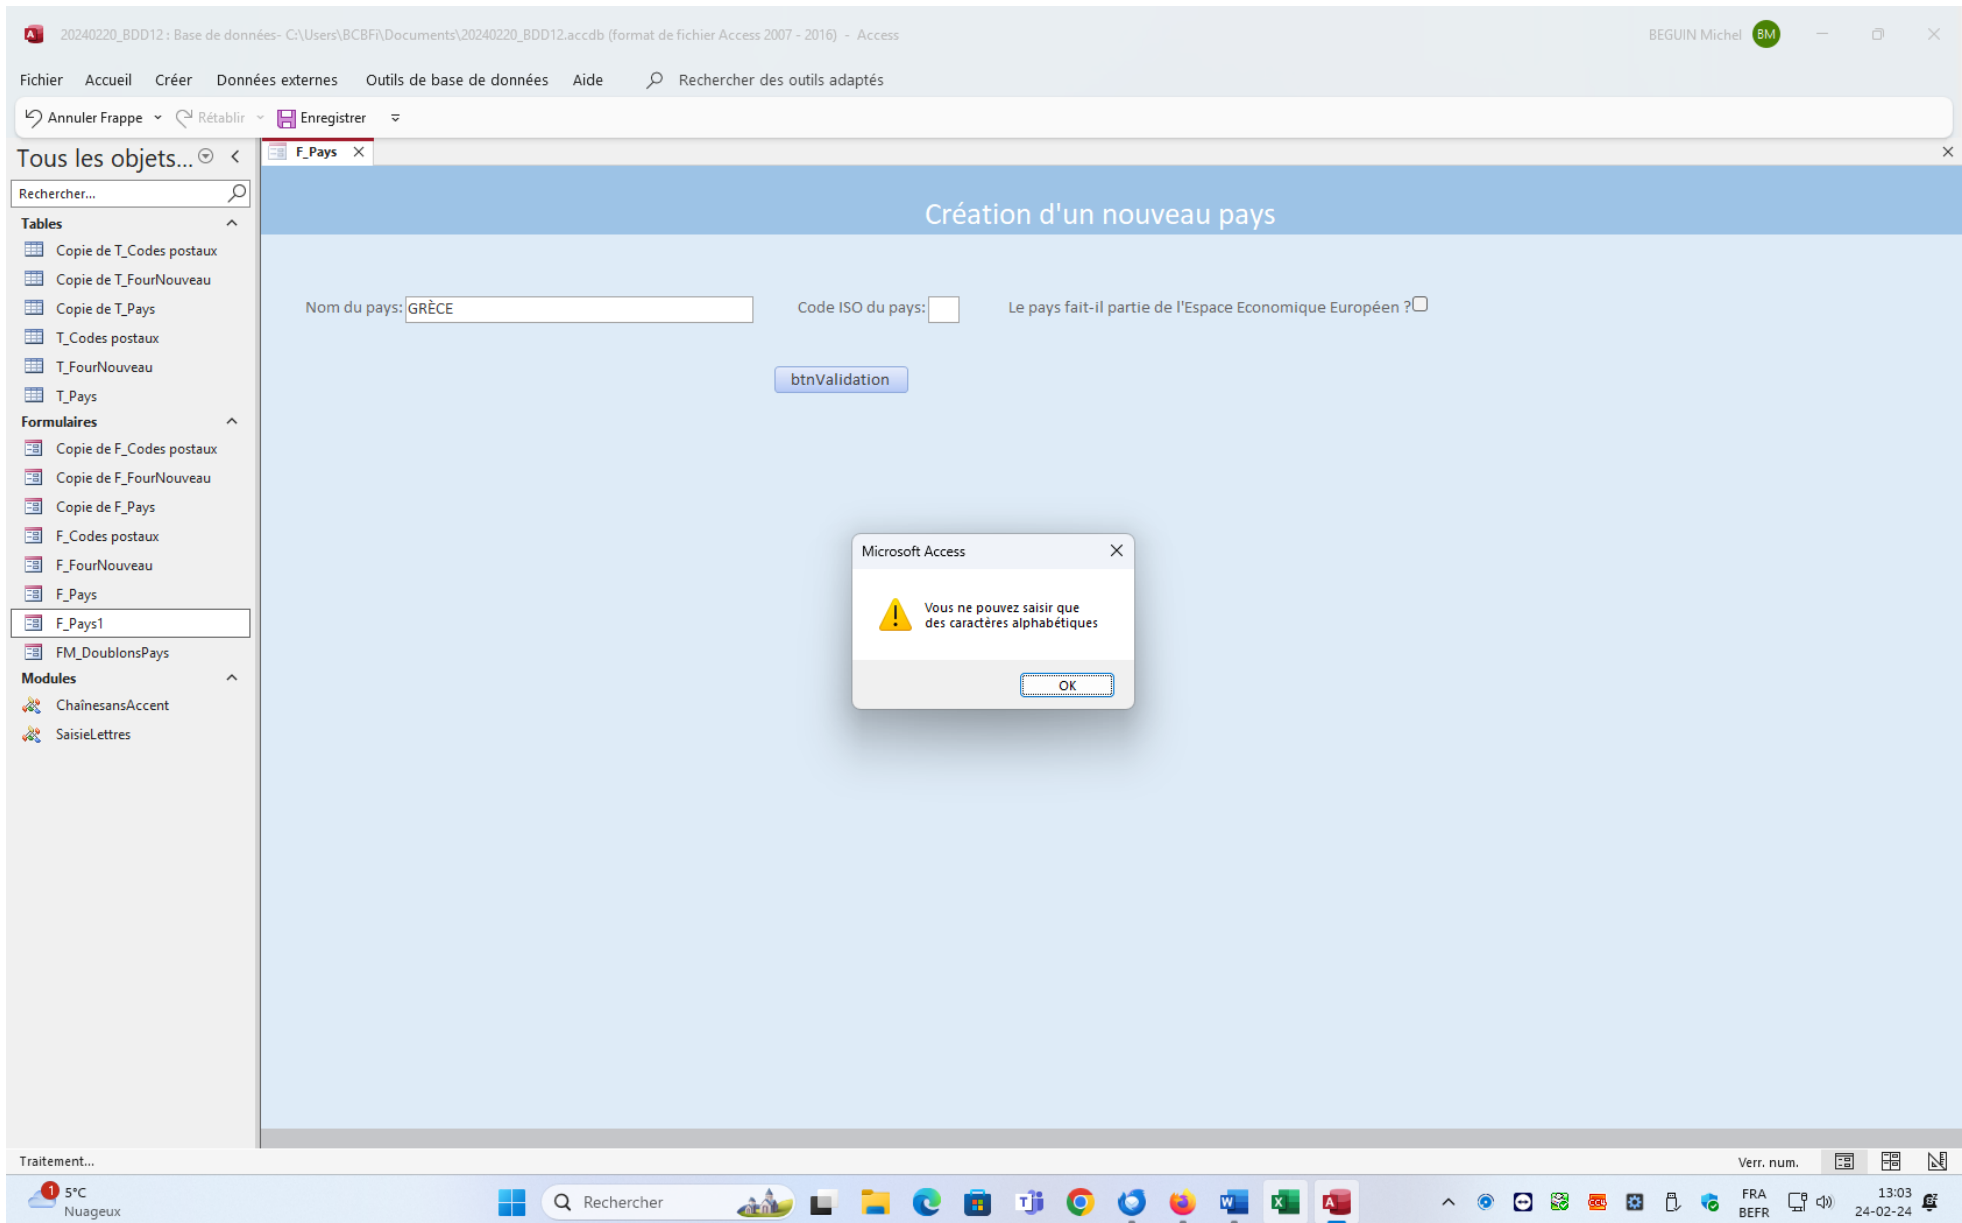 20240220_BDD12 : Base de données- C:\Users\BCBFi\Documents\20240220_BDD12.accdb (format de fichier Access 2007 - 2016) - Access
BEGUIN Michel BM
Fichier Accueil Créer Données externes Outils de base de données Aide Rechercher des outils adaptés
Annuler Frappe Rétablir Enregistrer
Tous les objets...
F_Pays
Rechercher...
Création d'un nouveau pays
Tables
Copie de T_Codes postaux
Copie de T_FourNouveau
Copie de T_Pays
T_Codes postaux
T_FourNouveau
T_Pays
Nom du pays: GRÈCE
Code ISO du pays:
Le pays fait-il partie de l'Espace Economique Européen ?
btnValidation
Formulaires
Copie de F_Codes postaux
Copie de F_FourNouveau
Copie de F_Pays
F_Codes postaux
F_FourNouveau
F_Pays
F_Pays1
FM_DoublonsPays
Modules
ChaînesansAccent
SaisieLettres
Microsoft Access
Vous ne pouvez saisir que
des caractères alphabétiques
OK
Traitement...
Verr. num.
1
5°C
Nuageux
Rechercher
FRA
BEFR
13:03
24-02-24